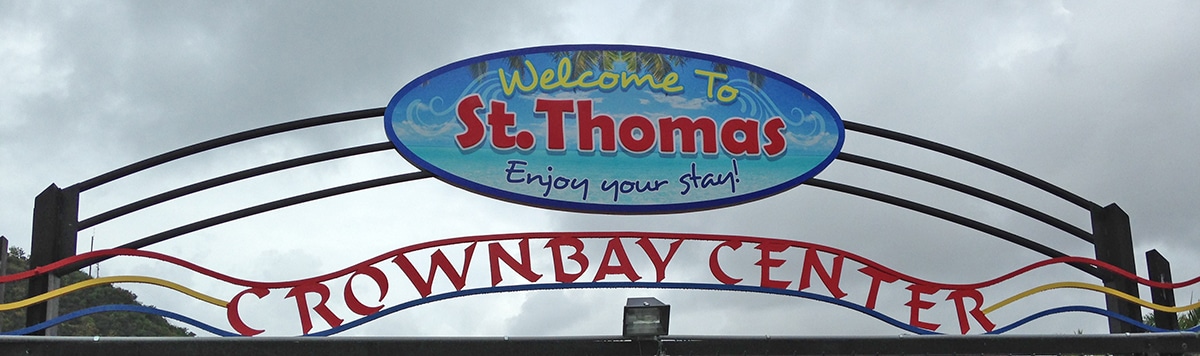 Welcome To
St. Thomas
Enjoy your stay!
CROWNBAY CENTER